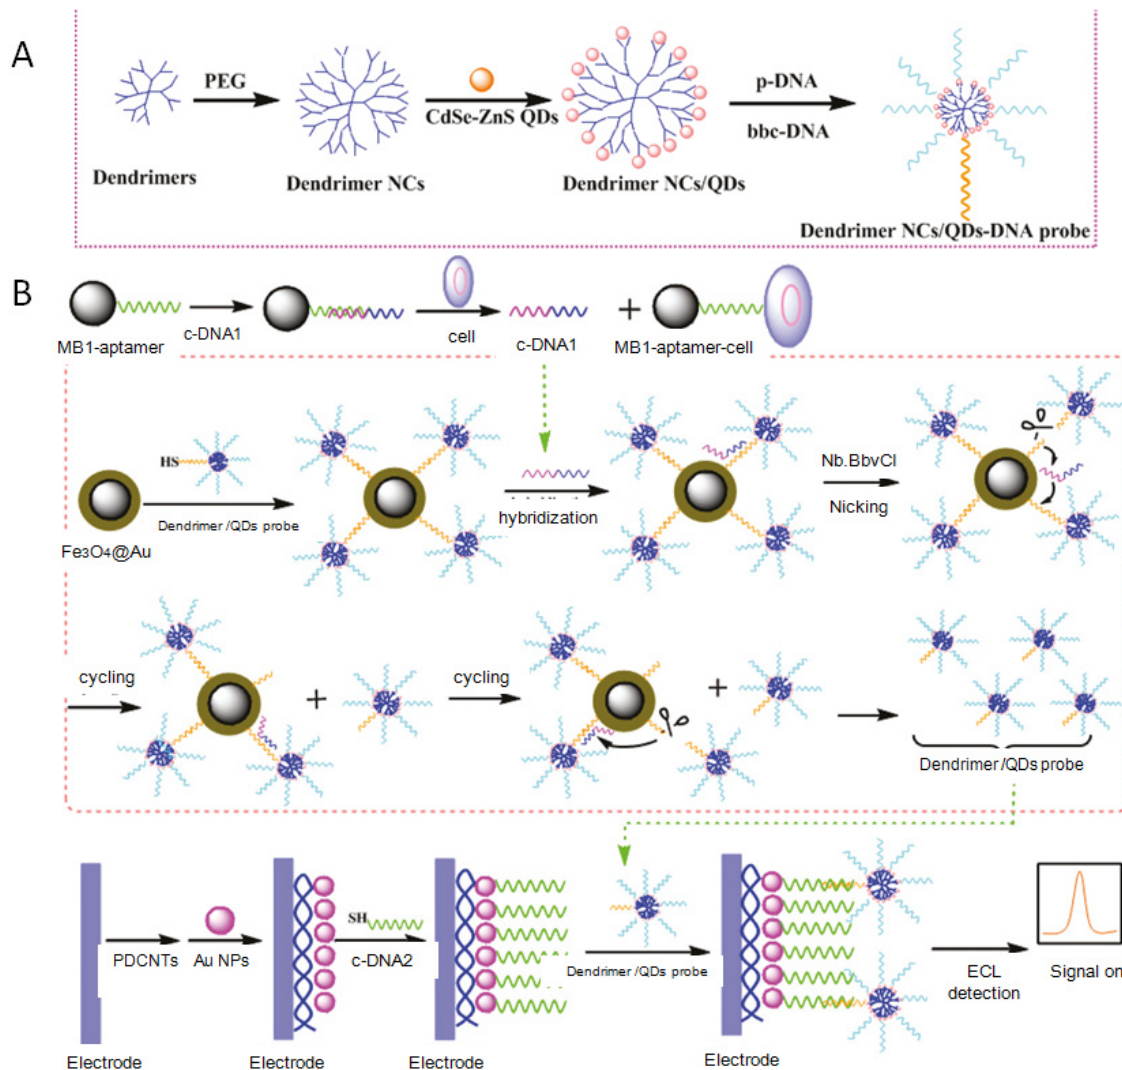 A
PEG
CdSe-ZnS QDs
p-DNA
bbc-DNA
Dendrimers
Dendrimer NCs
Dendrimer NCs/QDs
Dendrimer NCs/QDs-DNA probe
B
MB1-aptamer
c-DNA1
cell
c-DNA1
+
MB1-aptamer-cell
HS
Dendrimer /QDs probe
Fe3O4@Au
hybridization
Nb.BbvCl
Nicking
cycling
+
cycling
+
Dendrimer /QDs probe
PDCNTs
Au NPs
SH
c-DNA2
Dendrimer /QDs probe
ECL
detection
Signal on
Electrode
Electrode
Electrode
Electrode